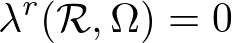 λ^r(ℛ, Ω) = 0